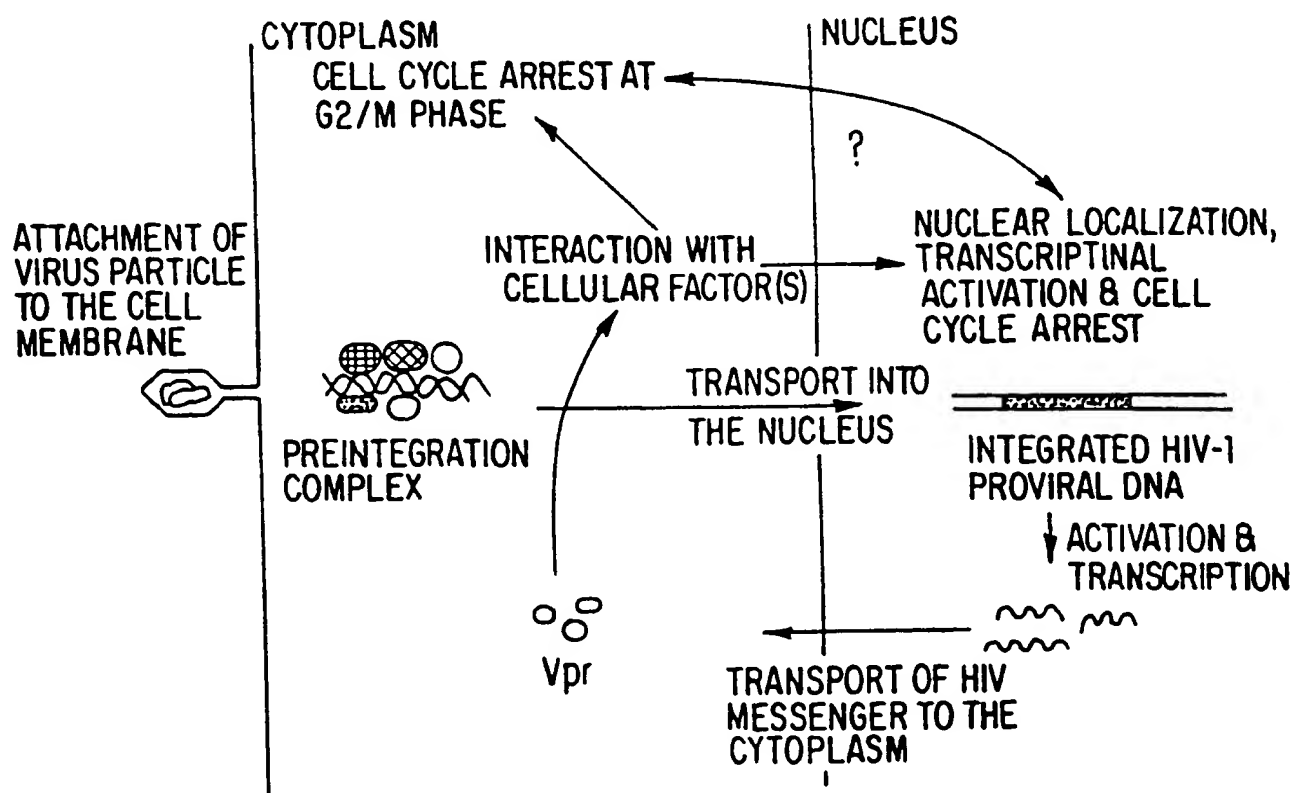 CYTOPLASM
CELL CYCLE ARREST AT
G2/M PHASE
NUCLEUS
?
ATTACHMENT OF
VIRUS PARTICLE
TO THE CELL
MEMBRANE
INTERACTION WITH
CELLULAR FACTOR(S)
NUCLEAR LOCALIZATION,
TRANSCRIPTINAL
ACTIVATION & CELL
CYCLE ARREST
PREINTEGRATION
COMPLEX
TRANSPORT INTO
THE NUCLEUS
INTEGRATED HIV-1
PROVIRAL DNA
ACTIVATION &
TRANSCRIPTION
Vpr
TRANSPORT OF HIV
MESSENGER TO THE
CYTOPLASM